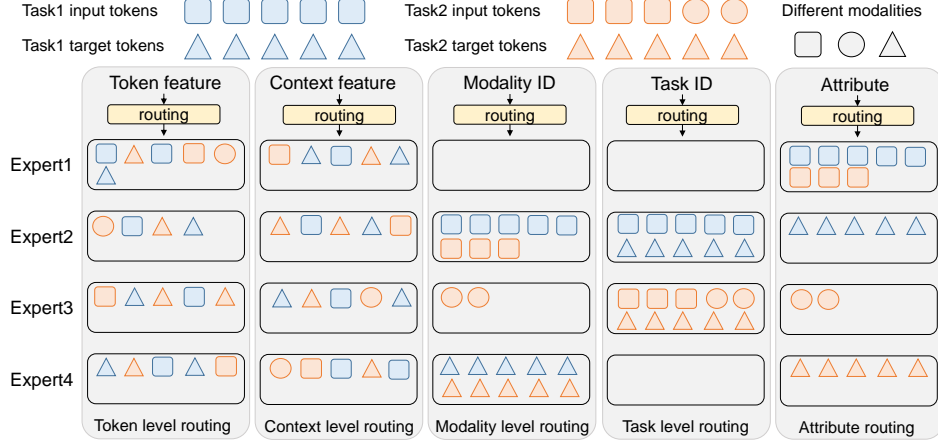 Task1 input tokens
Task2 input tokens
Different modalities
Task1 target tokens
Task2 target tokens
Token feature
Context feature
Modality ID
Task ID
Attribute
routing
routing
routing
routing
routing
Expert1
Expert2
Expert3
Expert4
Token level routing
Context level routing
Modality level routing
Task level routing
Attribute routing